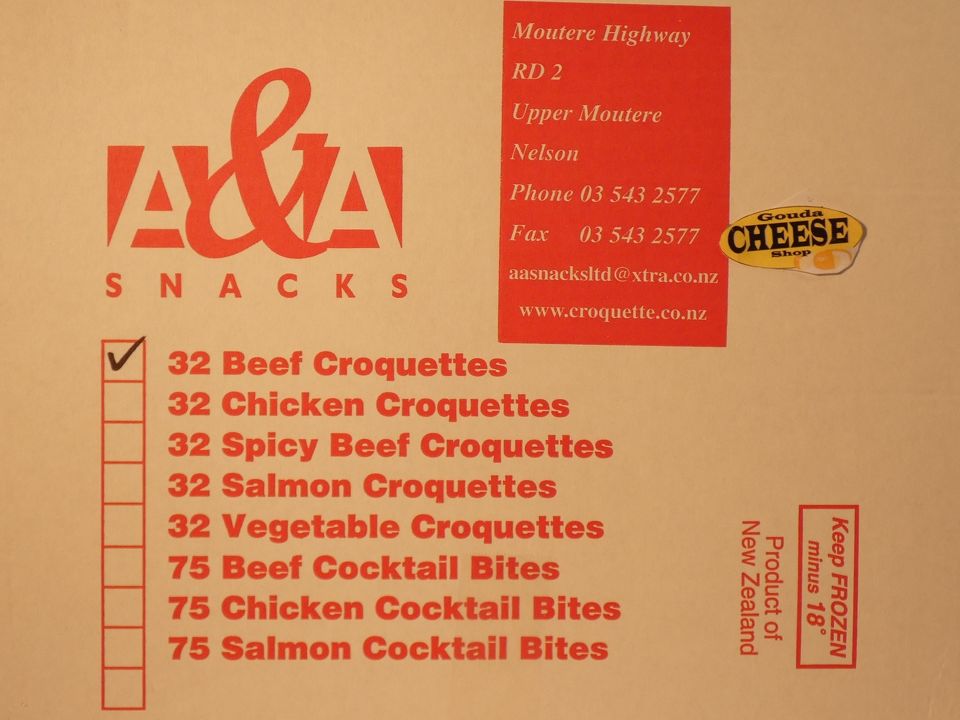 A&A
SNACKS
Moutere Highway
RD 2
Upper Moutere
Nelson
Phone 03 543 2577
Fax 03 543 2577
aasnacksltd@xtra.co.nz
www.croquette.co.nz
Gouda
CHEESE
Shop
32 Beef Croquettes
32 Chicken Croquettes
32 Spicy Beef Croquettes
32 Salmon Croquettes
32 Vegetable Croquettes
75 Beef Cocktail Bites
75 Chicken Cocktail Bites
75 Salmon Cocktail Bites
Keep FROZEN
minus 18°
Product of
New Zealand